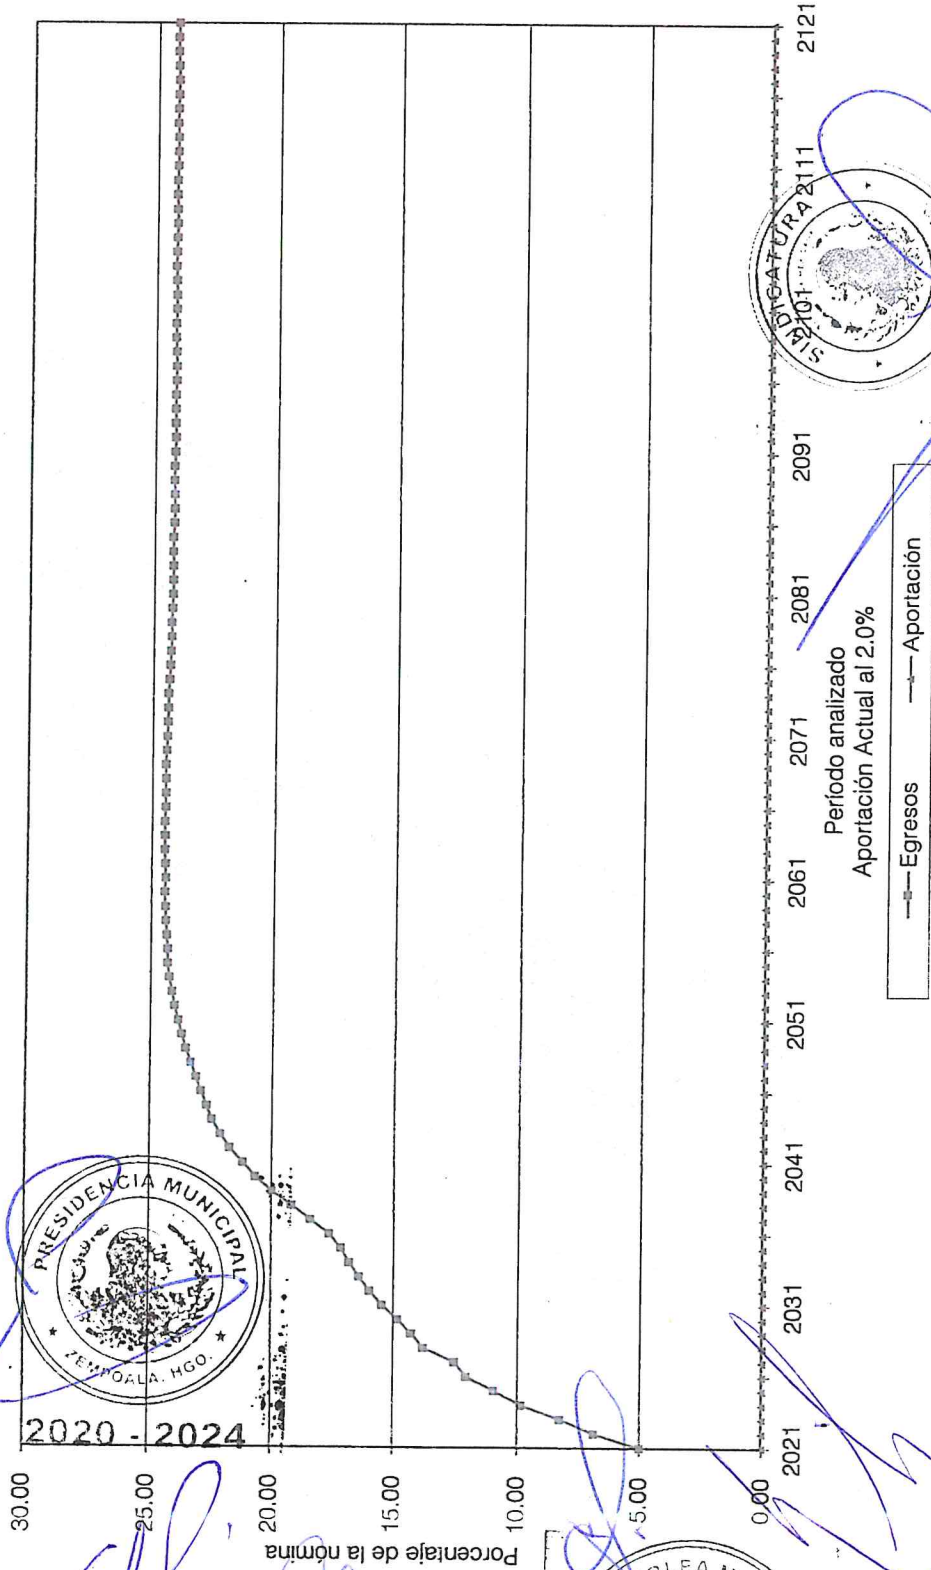 Porcentaje de la nómina
30.00
25.00
20.00
15.00
10.00
5.00
0.00
2021
2031
2041
2051
2061
2071
2081
2091
2101
2111
2121
Período analizado
Aportación Actual al 2.0%
Egresos
Aportación
PRESIDENCIA MUNICIPAL
ZEMPOALA, HGO.
2020 - 2024
SINDICATURA